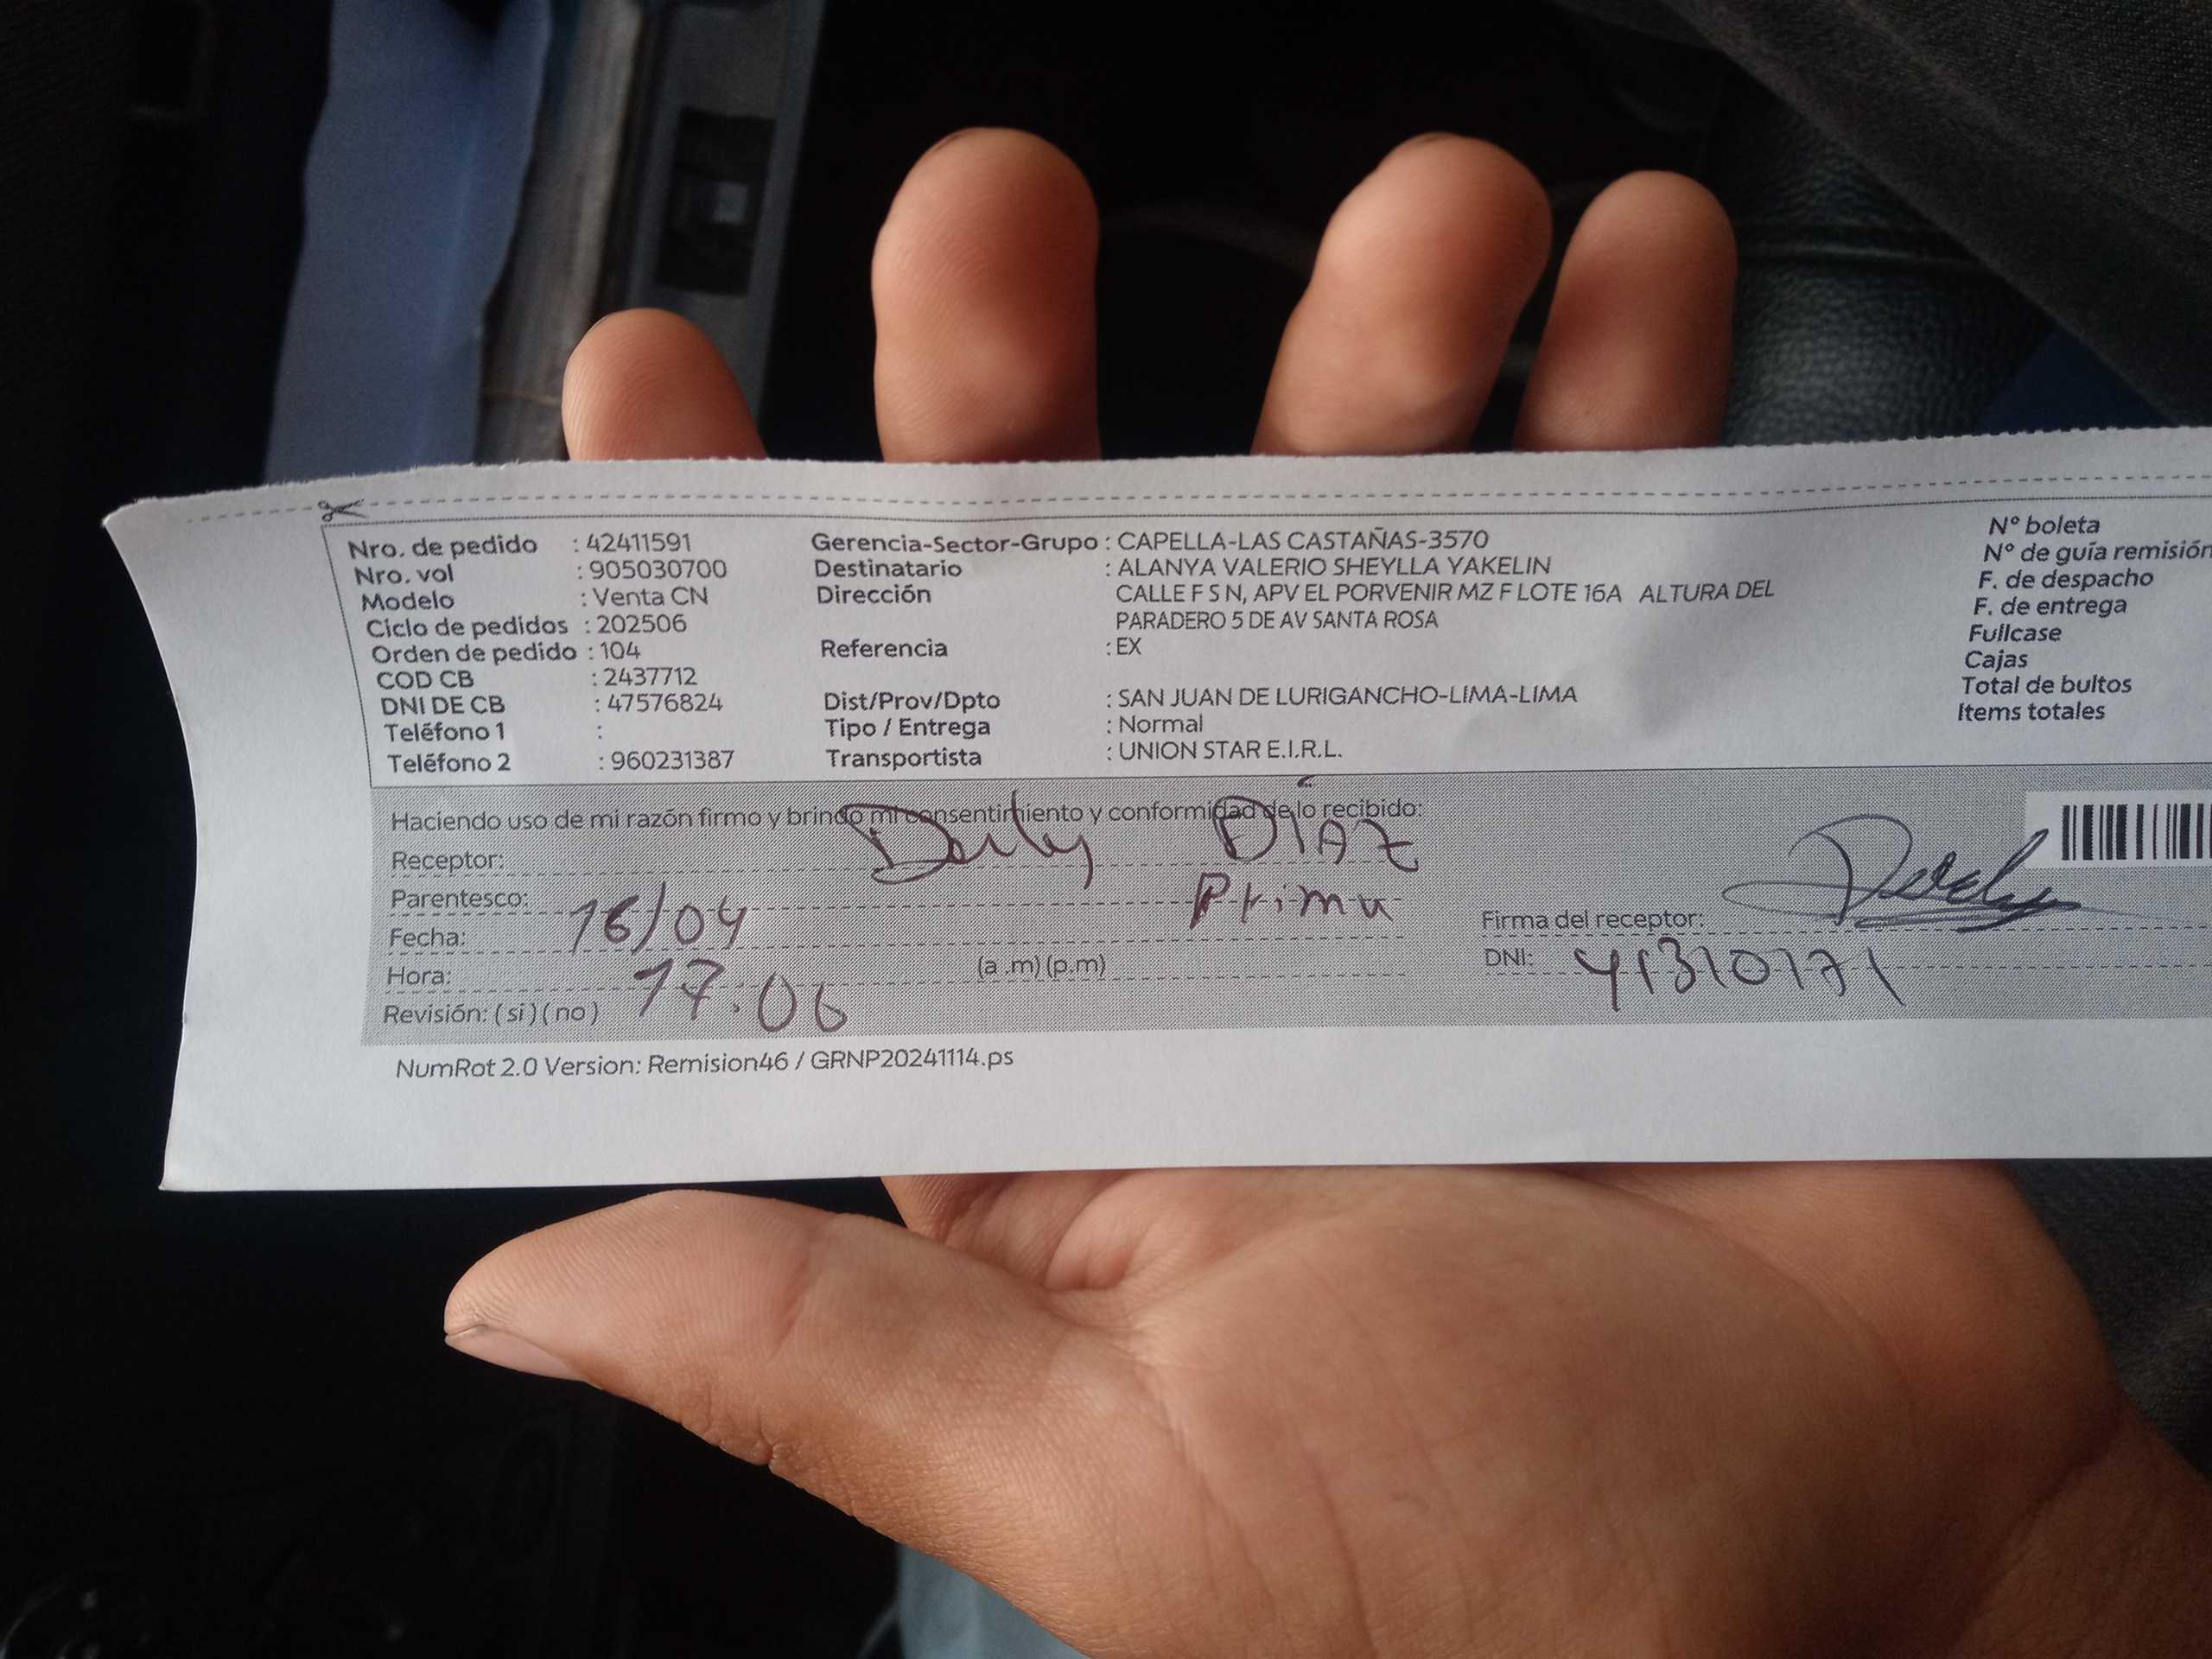 Nro. de pedido : 42411591
Nro. vol : 905030700
Modelo : Venta CN
Ciclo de pedidos : 202506
Orden de pedido : 104
COD CB : 2437712
DNI DE CB : 47576824
Teléfono 1 :
Teléfono 2 : 960231387
Gerencia-Sector-Grupo : CAPELLA-LAS CASTAÑAS-3570
Destinatario : ALANYA VALERIO SHEYLLA YAKELIN
Dirección : CALLE F S N, APV EL PORVENIR MZ F LOTE 16A ALTURA DEL
PARADERO 5 DE AV SANTA ROSA
Referencia : EX
Dist/Prov/Dpto : SAN JUAN DE LURIGANCHO-LIMA-LIMA
Tipo / Entrega : Normal
Transportista : UNION STAR E.I.R.L.
Nº boleta
Nº de guía remisión
F. de despacho
F. de entrega
Fullcase
Cajas
Total de bultos
Items totales
Haciendo uso de mi razón firmo y brindo mi consentimiento y conformidad de lo recibido:
Receptor: DÍAZ
Parentesco: Prima
Fecha: 16/04
Hora: 17.06 (a .m) (p.m)
Revisión: ( si ) ( no )
Firma del receptor:
DNI: 41310171
NumRot 2.0 Version: Remision46 / GRNP20241114.ps